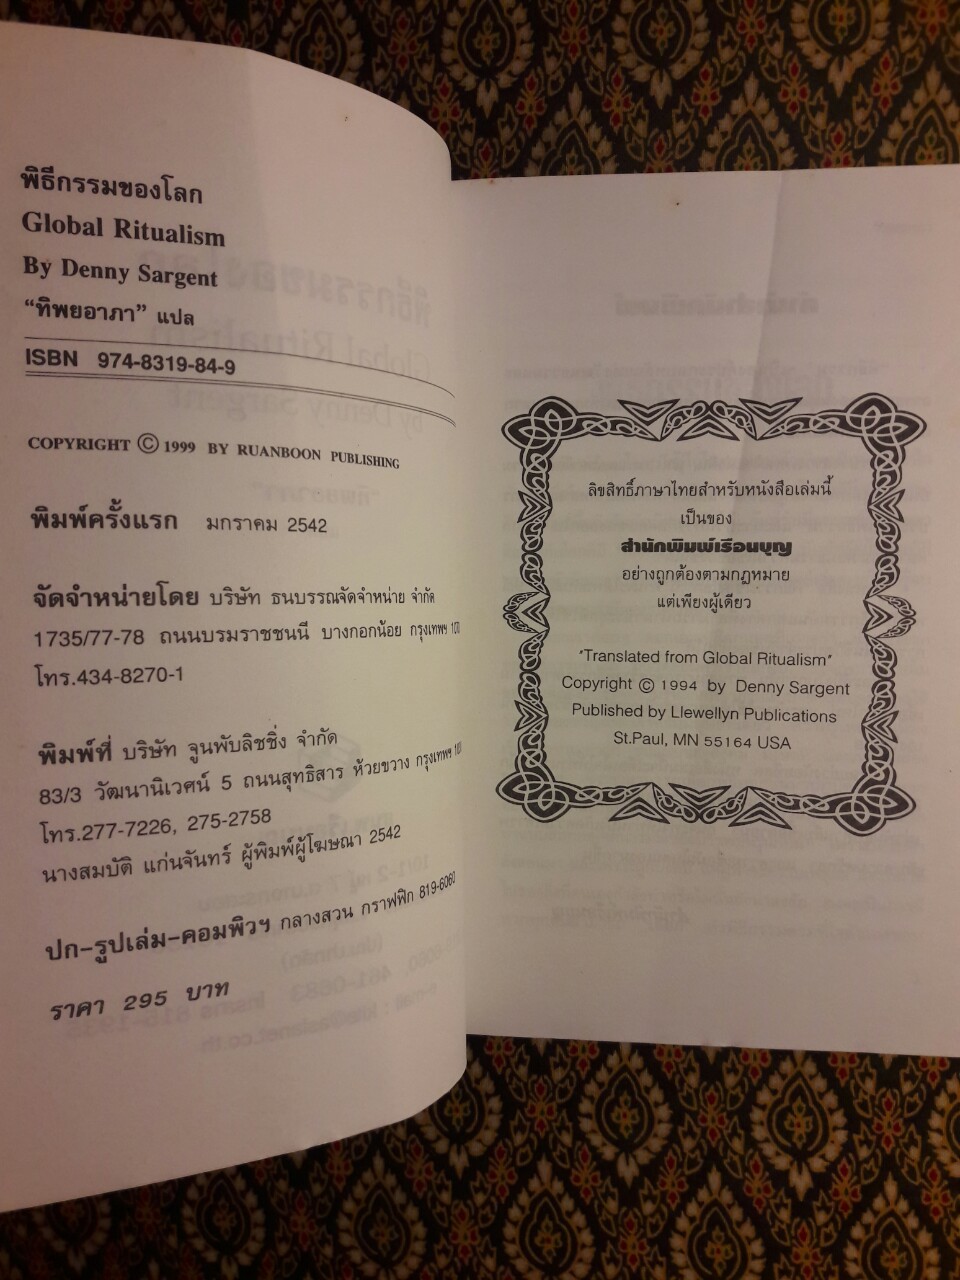 พิธีกรรมของโลก
Global Ritualism
By Denny Sargent
“ทิพยอาภา” แปล
ISBN 974-8319-84-9
COPYRIGHT © 1999 BY RUANBOON PUBLISHING
พิมพ์ครั้งแรก มกราคม 2542
จัดจำหน่ายโดย บริษัท ธนบรรณจัดจำหน่าย จำกัด
1735/77-78 ถนนบรมราชชนนี บางกอกน้อย กรุงเทพฯ
โทร.434-8270-1
พิมพ์ที่ บริษัท จูนพับลิชชิ่ง จำกัด
83/3 วัฒนานิเวศน์ 5 ถนนสุทธิสาร ห้วยขวาง กรุงเทพฯ
โทร.277-7226, 275-2758
นางสมบัติ แก่นจันทร์ ผู้พิมพ์ผู้โฆษณา 2542
ปก-รูปเล่ม-คอมพิวฯ กลางสวน กราฟฟิก 819-6060
ราคา 295 บาท
ลิขสิทธิ์ภาษาไทยสำหรับหนังสือเล่มนี้
เป็นของ
สำนักพิมพ์เรือนบุญ
อย่างถูกต้องตามกฎหมาย
แต่เพียงผู้เดียว
"Translated from Global Ritualism"
Copyright © 1994 by Denny Sargent
Published by Llewellyn Publications
St.Paul, MN 55164 USA